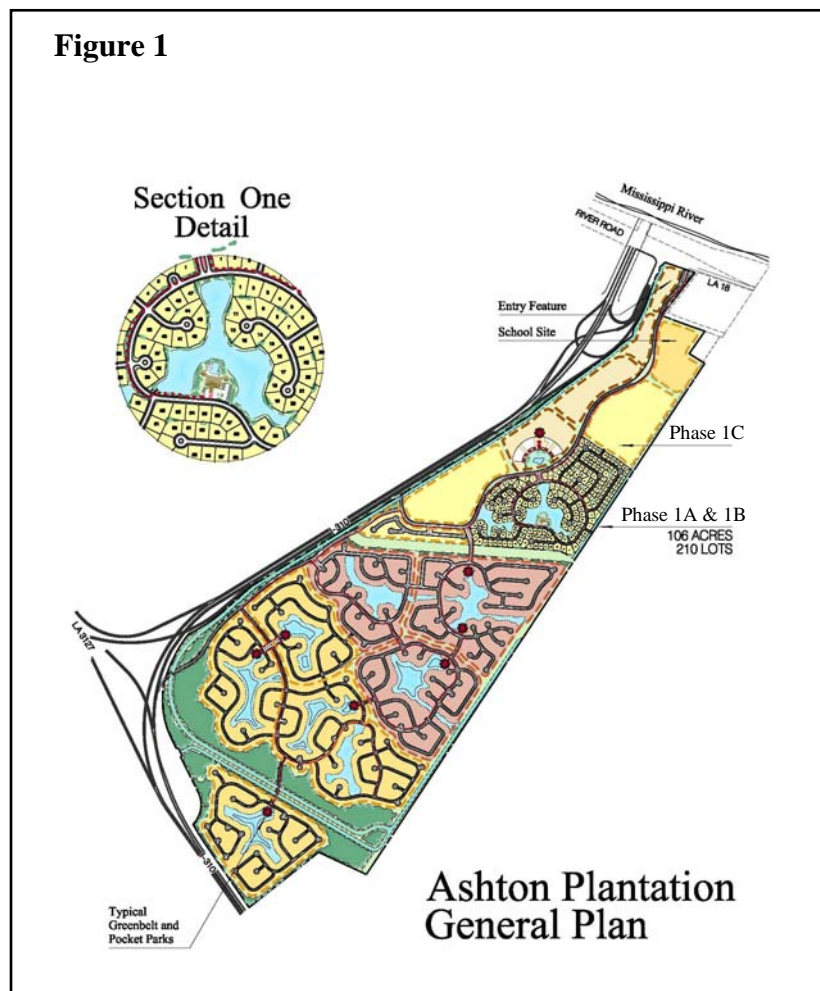 Figure 1
Section One
Detail
Mississippi River
RIVER ROAD
LA 18
Entry Feature
School Site
Phase 1C
Phase 1A & 1B
106 ACRES
210 LOTS
-310
LA 3127
-310
Typical
Greenbelt and
Pocket Parks
Ashton Plantation
General Plan